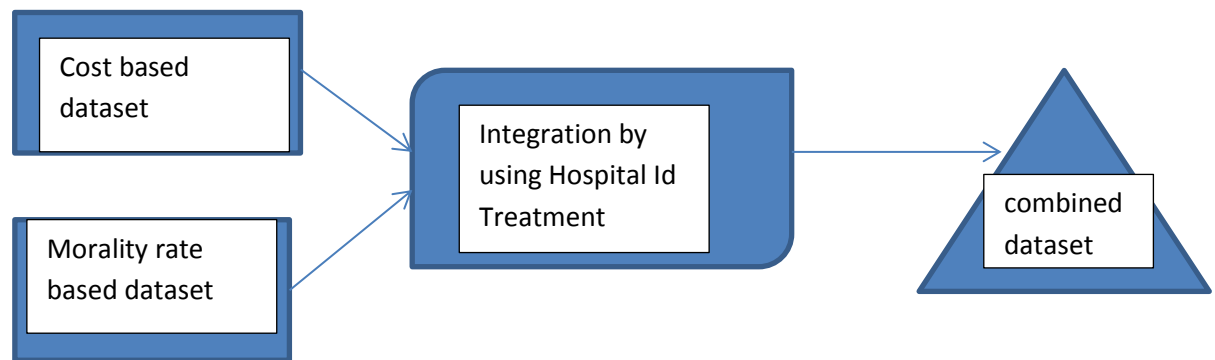 Cost based
dataset
Morality rate
based dataset
Integration by
using Hospital Id
Treatment
combined
dataset